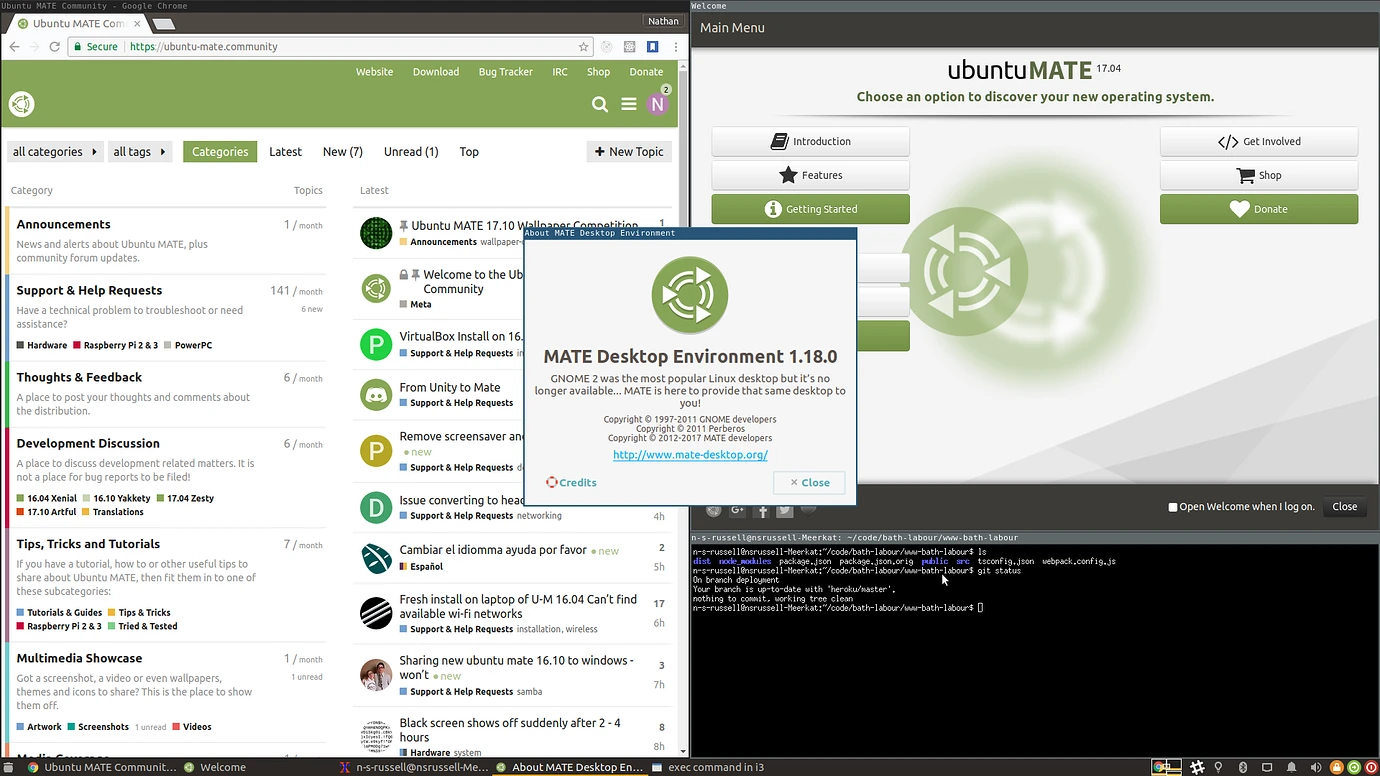 Ubuntu MATE Community - Google Chrome
Ubuntu MATE Com
Nathan
Secure
https://ubuntu-mate.community
Website Download Bug Tracker IRC Shop Donate
N 2
all categories all tags Categories Latest New (7) Unread (1) Top + New Topic
Category Topics
Announcements 1 / month
News and alerts about Ubuntu MATE, plus
community forum updates.
Support & Help Requests 141 / month
6 new
Have a technical problem to troubleshoot or need
assistance?
Hardware Raspberry Pi 2 & 3 PowerPC
Thoughts & Feedback 6 / month
A place to post your thoughts and comments about
the distribution.
Development Discussion 6 / month
A place to discuss development related matters. It is
not a place for bug reports to be filed!
16.04 Xenial 16.10 Yakkety 17.04 Zesty
17.10 Artful Translations
Tips, Tricks and Tutorials 7 / month
If you have a tutorial, how to or other useful tips to
share about Ubuntu MATE, then fit them in to one of
these subcategories:
Tutorials & Guides Tips & Tricks
Raspberry Pi 2 & 3 Tried & Tested
Multimedia Showcase 1 / month
1 unread
Got a screenshot, a video or even wallpapers,
themes and icons to share? This is the place to show
them off.
Artwork Screenshots 1 unread Videos
Latest
Ubuntu MATE 17.10 Wallpaper Competition 1
Announcements
Welcome to the Ub
Community
Meta
P
VirtualBox Install on 16.
Support & Help Requests
From Unity to Mate
Support & Help Requests
P
Remove screensaver an
new
Support & Help Requests
D
Issue converting to head
Support & Help Requests networking
4h
Cambiar el idiomma ayuda por favor new 2
Español 5h
Fresh install on laptop of U-M 16.04 Can't find 17
available wi-fi networks
Support & Help Requests installation, wireless 6h
Sharing new ubuntu mate 16.10 to windows - 3
won't new
Support & Help Requests samba 7h
Black screen shows off suddenly after 2 - 4 8
hours
Hardware system 8h
About MATE Desktop Environment
MATE Desktop Environment 1.18.0
GNOME 2 was the most popular Linux desktop but it's no
longer available... MATE is here to provide that same desktop to
you!
Copyright © 1997-2011 GNOME developers
Copyright © 2011 Perberos
Copyright © 2012-2017 MATE developers
http://www.mate-desktop.org/
Credits Close
Welcome
Main Menu
ubuntuMATE 17.04
Choose an option to discover your new operating system.
Introduction
Features
Getting Started
Get Involved
Shop
Donate
G+ f
Open Welcome when I log on. Close
n-s-russell@nsrussell-Meerkat: ~/code/bath-labour/www-bath-labour
n-s-russell@nsrussell-Meerkat:~/code/bath-labour/www-bath-labour$ ls
dist node_modules package.json package.json.orig public src tsconfig.json webpack.config.js
n-s-russell@nsrussell-Meerkat:~/code/bath-labour/www-bath-labour$ git status
On branch deployment
Your branch is up-to-date with 'heroku/master'.
nothing to commit, working tree clean
n-s-russell@nsrussell-Meerkat:~/code/bath-labour/www-bath-labour$
Ubuntu MATE Communit... Welcome n-s-russell@nsrussell-Me... About MATE Desktop En... exec command in i3